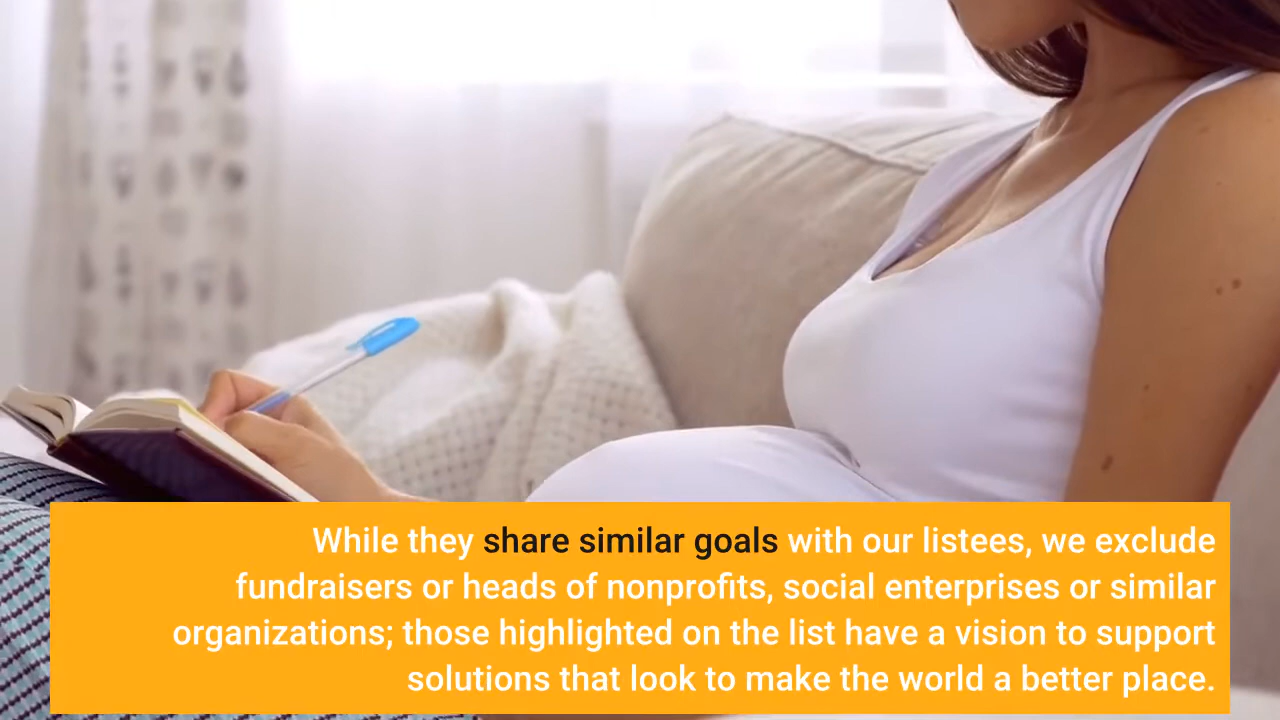 While they share similar goals with our listees, we exclude
fundraisers or heads of nonprofits, social enterprises or similar
organizations; those highlighted on the list have a vision to support
solutions that look to make the world a better place.